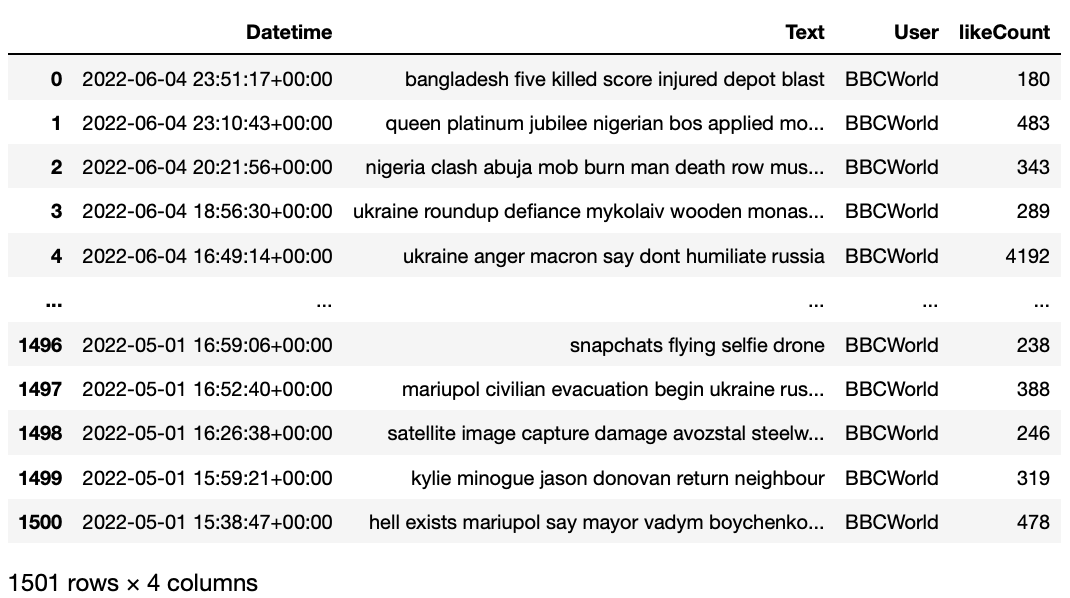 Datetime Text User likeCount
0 2022-06-04 23:51:17+00:00 bangladesh five killed score injured depot blast BBCWorld 180
1 2022-06-04 23:10:43+00:00 queen platinum jubilee nigerian bos applied mo... BBCWorld 483
2 2022-06-04 20:21:56+00:00 nigeria clash abuja mob burn man death row mus... BBCWorld 343
3 2022-06-04 18:56:30+00:00 ukraine roundup defiance mykolaiv wooden monas... BBCWorld 289
4 2022-06-04 16:49:14+00:00 ukraine anger macron say dont humiliate russia BBCWorld 4192
... ... ... ... ...
1496 2022-05-01 16:59:06+00:00 snapchats flying selfie drone BBCWorld 238
1497 2022-05-01 16:52:40+00:00 mariupol civilian evacuation begin ukraine rus... BBCWorld 388
1498 2022-05-01 16:26:38+00:00 satellite image capture damage avozstal steelw... BBCWorld 246
1499 2022-05-01 15:59:21+00:00 kylie minogue jason donovan return neighbour BBCWorld 319
1500 2022-05-01 15:38:47+00:00 hell exists mariupol say mayor vadym boychenko... BBCWorld 478
1501 rows × 4 columns